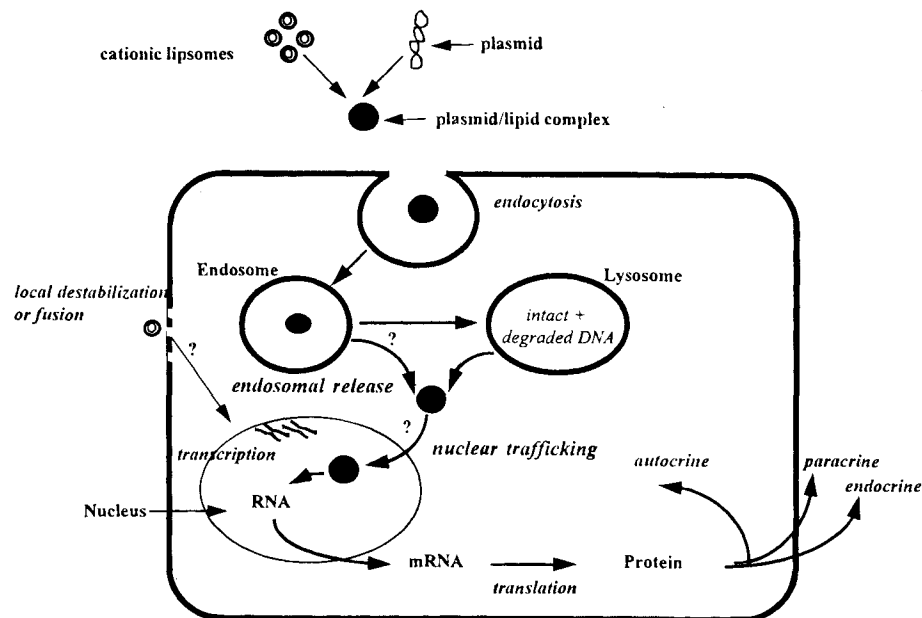 cationic lipsomes
plasmid
plasmid/lipid complex
endocytosis
Endosome
Lysosome
local destabilization
or fusion
intact +
degraded DNA
?
?
endosomal release
?
nuclear trafficking
transcription
autocrine
paracrine
endocrine
RNA
Nucleus
mRNA
translation
Protein